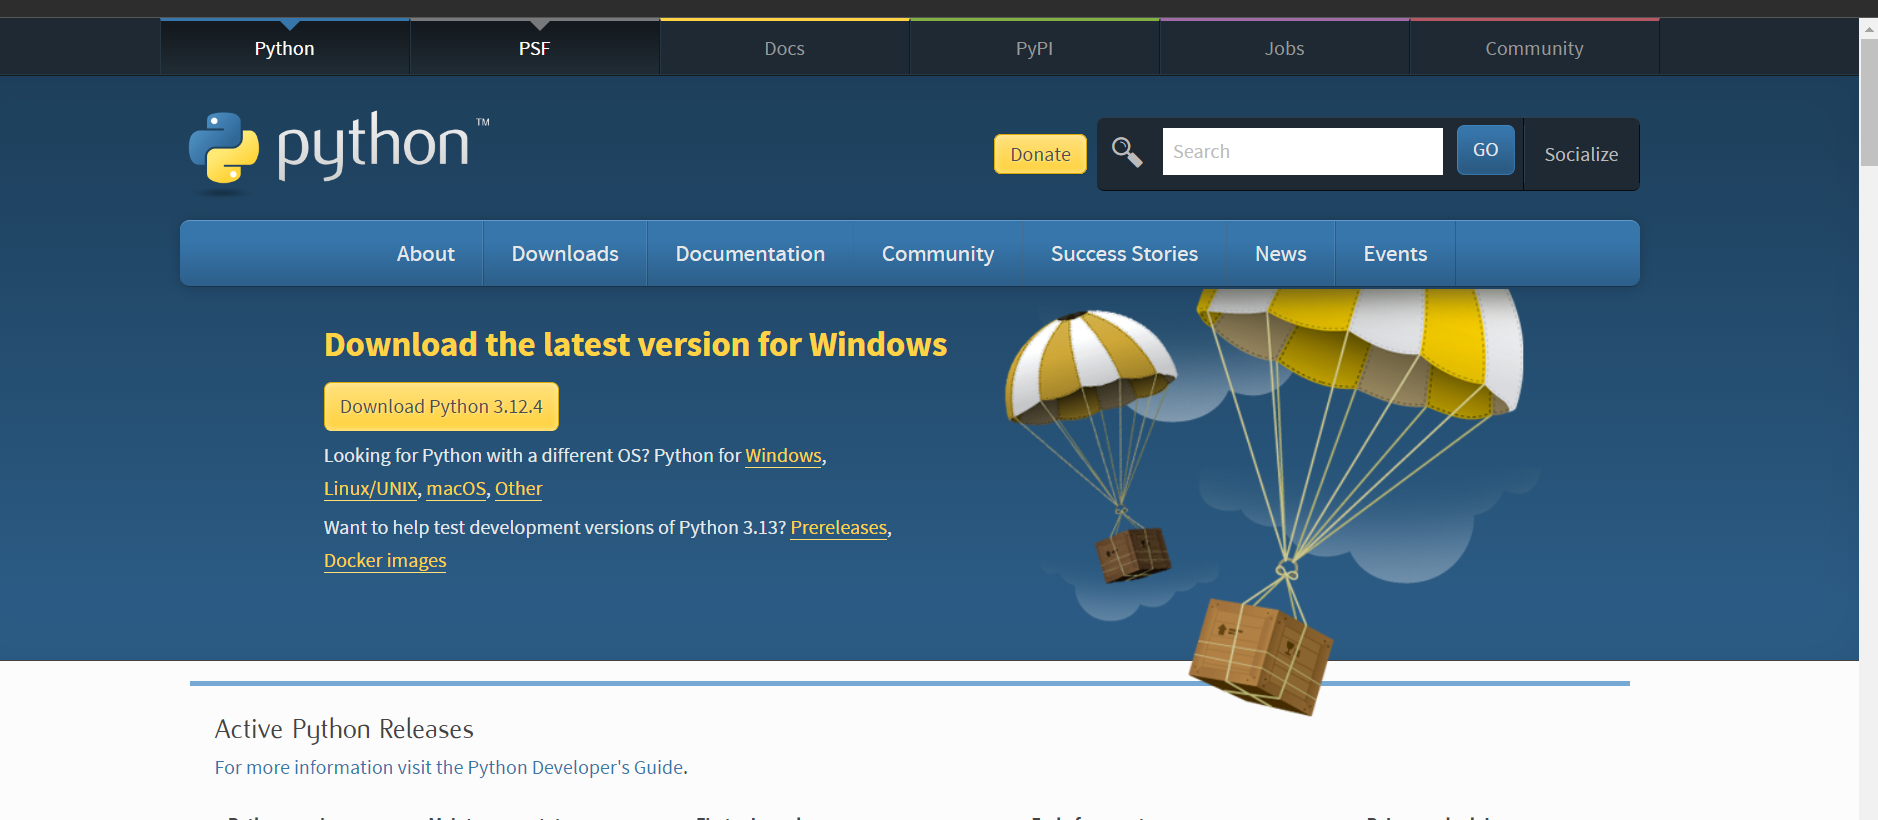 Python
PSF
Docs
PyPI
Jobs
Community
python™
Donate
Search
GO
Socialize
About
Downloads
Documentation
Community
Success Stories
News
Events
Download the latest version for Windows
Download Python 3.12.4
Looking for Python with a different OS? Python for Windows,
Linux/UNIX, macOS, Other
Want to help test development versions of Python 3.13? Prereleases,
Docker images
Active Python Releases
For more information visit the Python Developer's Guide.